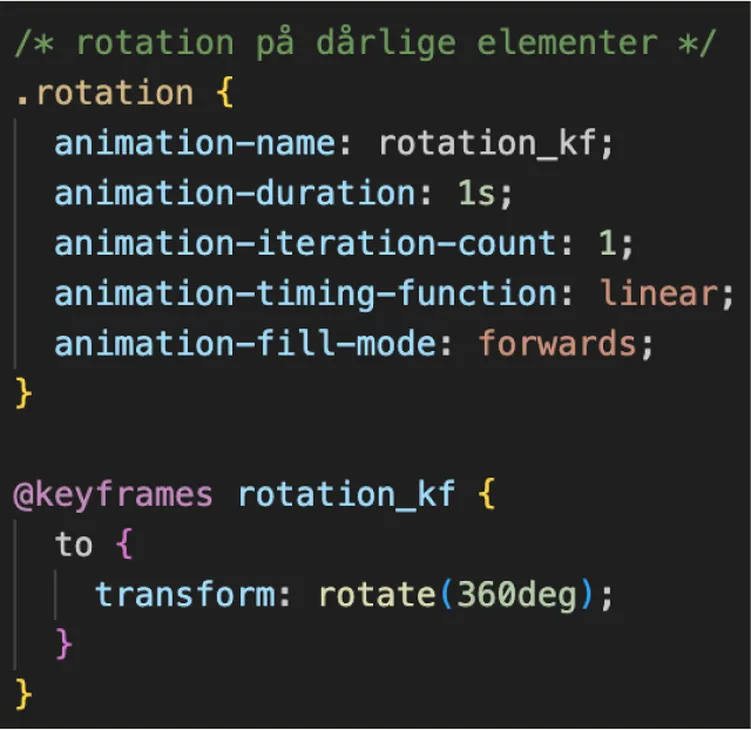 /* rotation på dårlige elementer */
.rotation {
  animation-name: rotation_kf;
  animation-duration: 1s;
  animation-iteration-count: 1;
  animation-timing-function: linear;
  animation-fill-mode: forwards;
}

@keyframes rotation_kf {
  to {
    transform: rotate(360deg);
  }
}